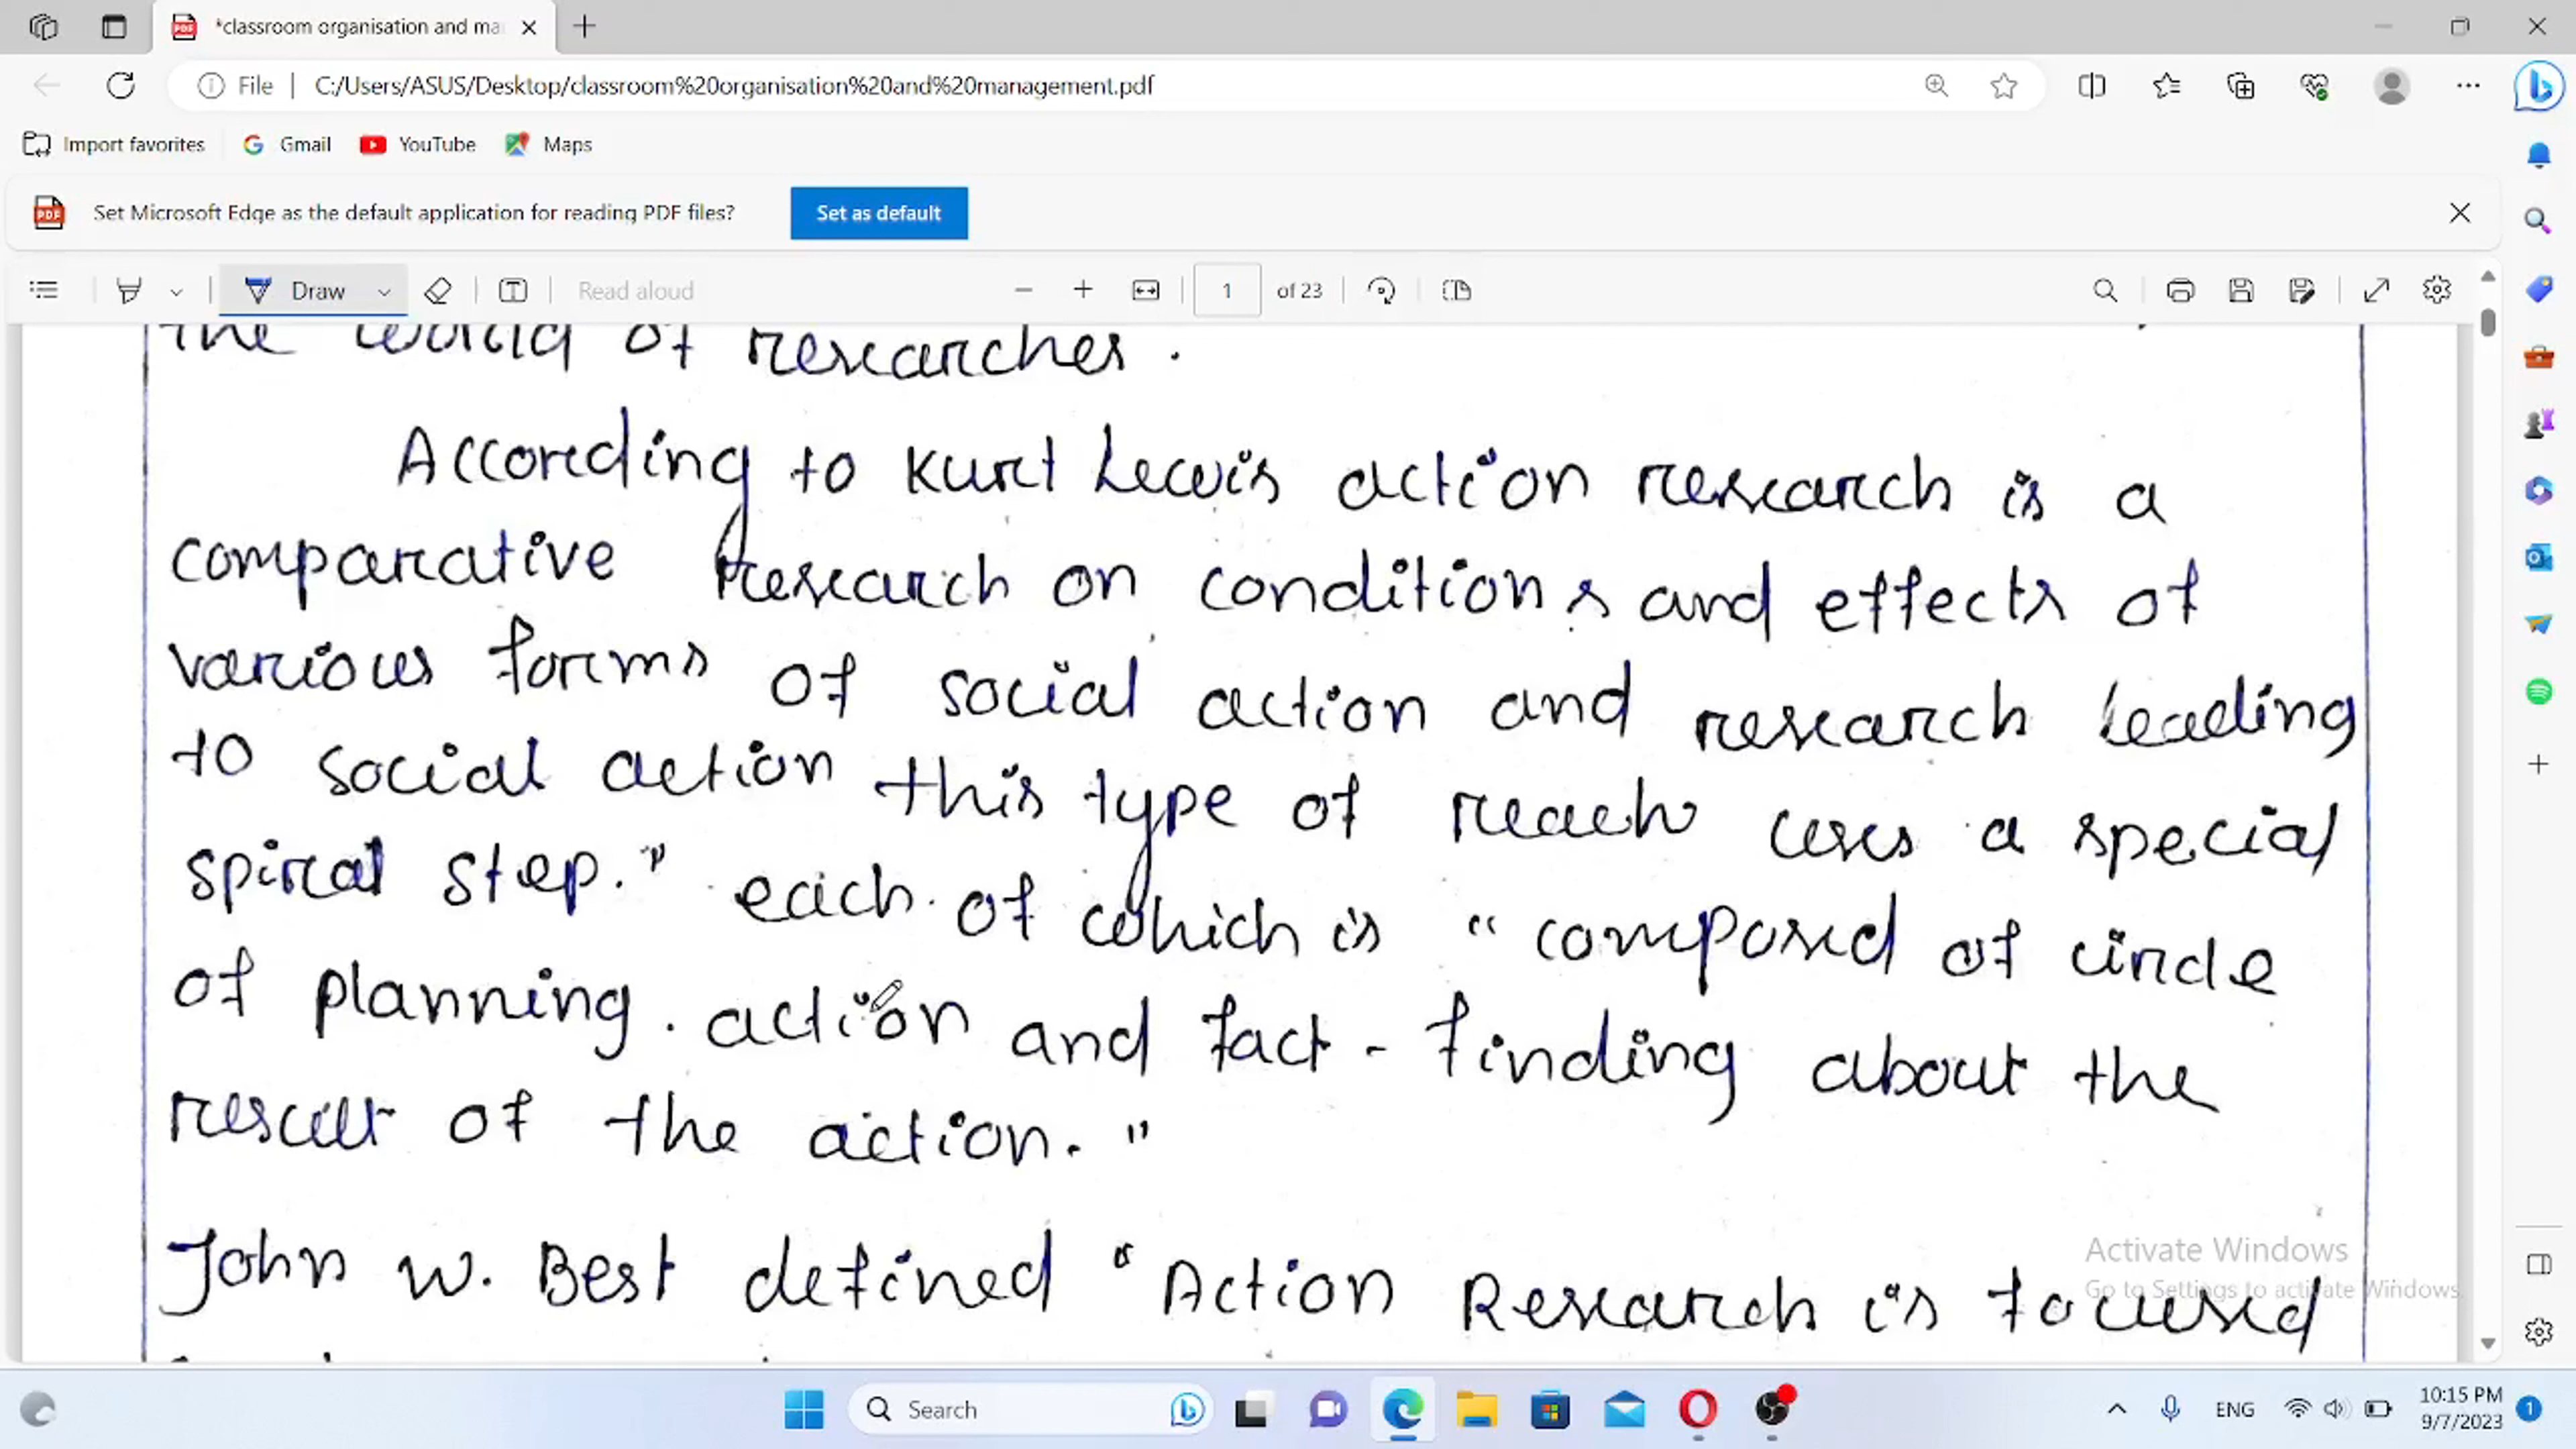 *classroom organisation and ma
File | C:/Users/ASUS/Desktop/classroom%20organisation%20and%20management.pdf
Import favorites Gmail YouTube Maps
Set Microsoft Edge as the default application for reading PDF files? Set as default
Draw Read aloud 1 of 23
the world of researches.
According to Kurt Lewis action research is a
comparative research on conditions and effects of
various forms of social action and research leading
to social action this type of reach uses a special
spiral step." each of which is "composed of circle
of planning. action and fact-finding about the
result of the action."
John W. Best defined "Action Research is focused
Activate Windows
Go to Settings to activate Windows.
Search ENG 10:15 PM
9/7/2023 1